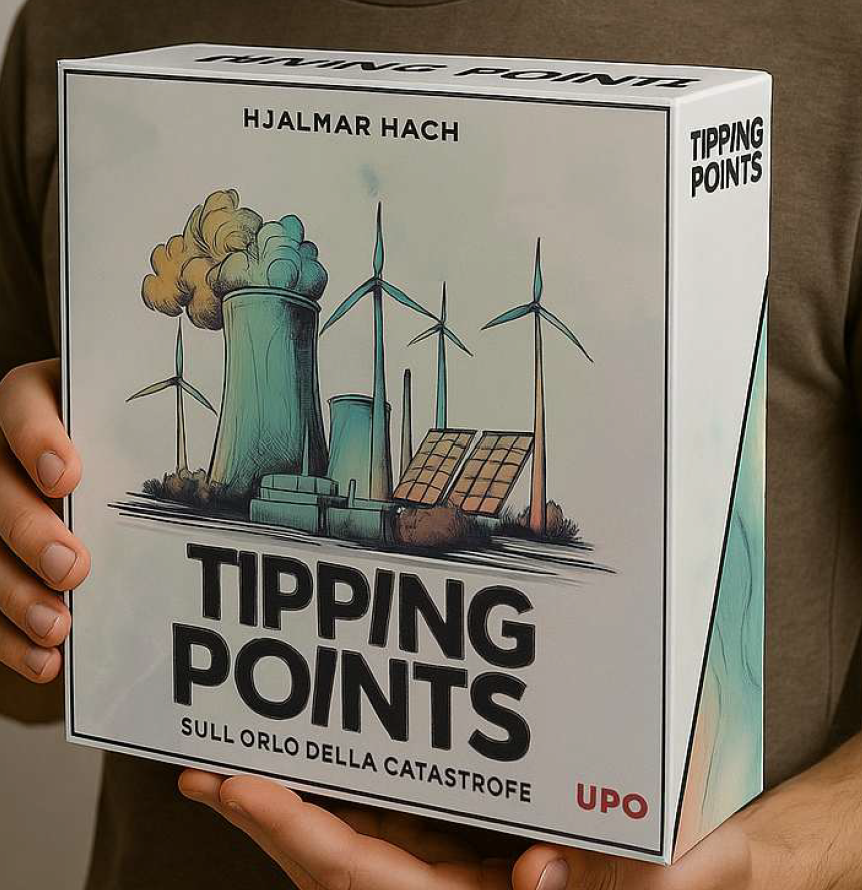 HJALMAR HACH
TIPPING
POINTS
SULL ORLO DELLA CATASTROFE
UPO
TIPPING
POINTS